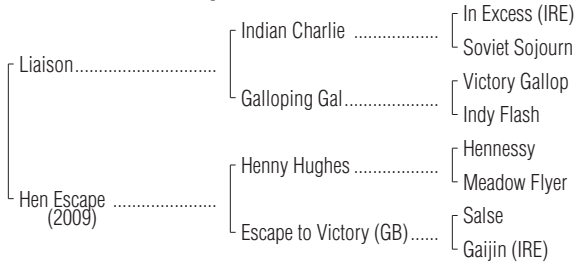 In Excess (IRE)
Indian Charlie ..................
Soviet Sojourn
Liaison..............................
Victory Gallop
Galloping Gal....................
Indy Flash
Hennessy
Henny Hughes ..................
Meadow Flyer
Hen Escape ......................
(2009)
Salse
Escape to Victory (GB)......
Gaijin (IRE)